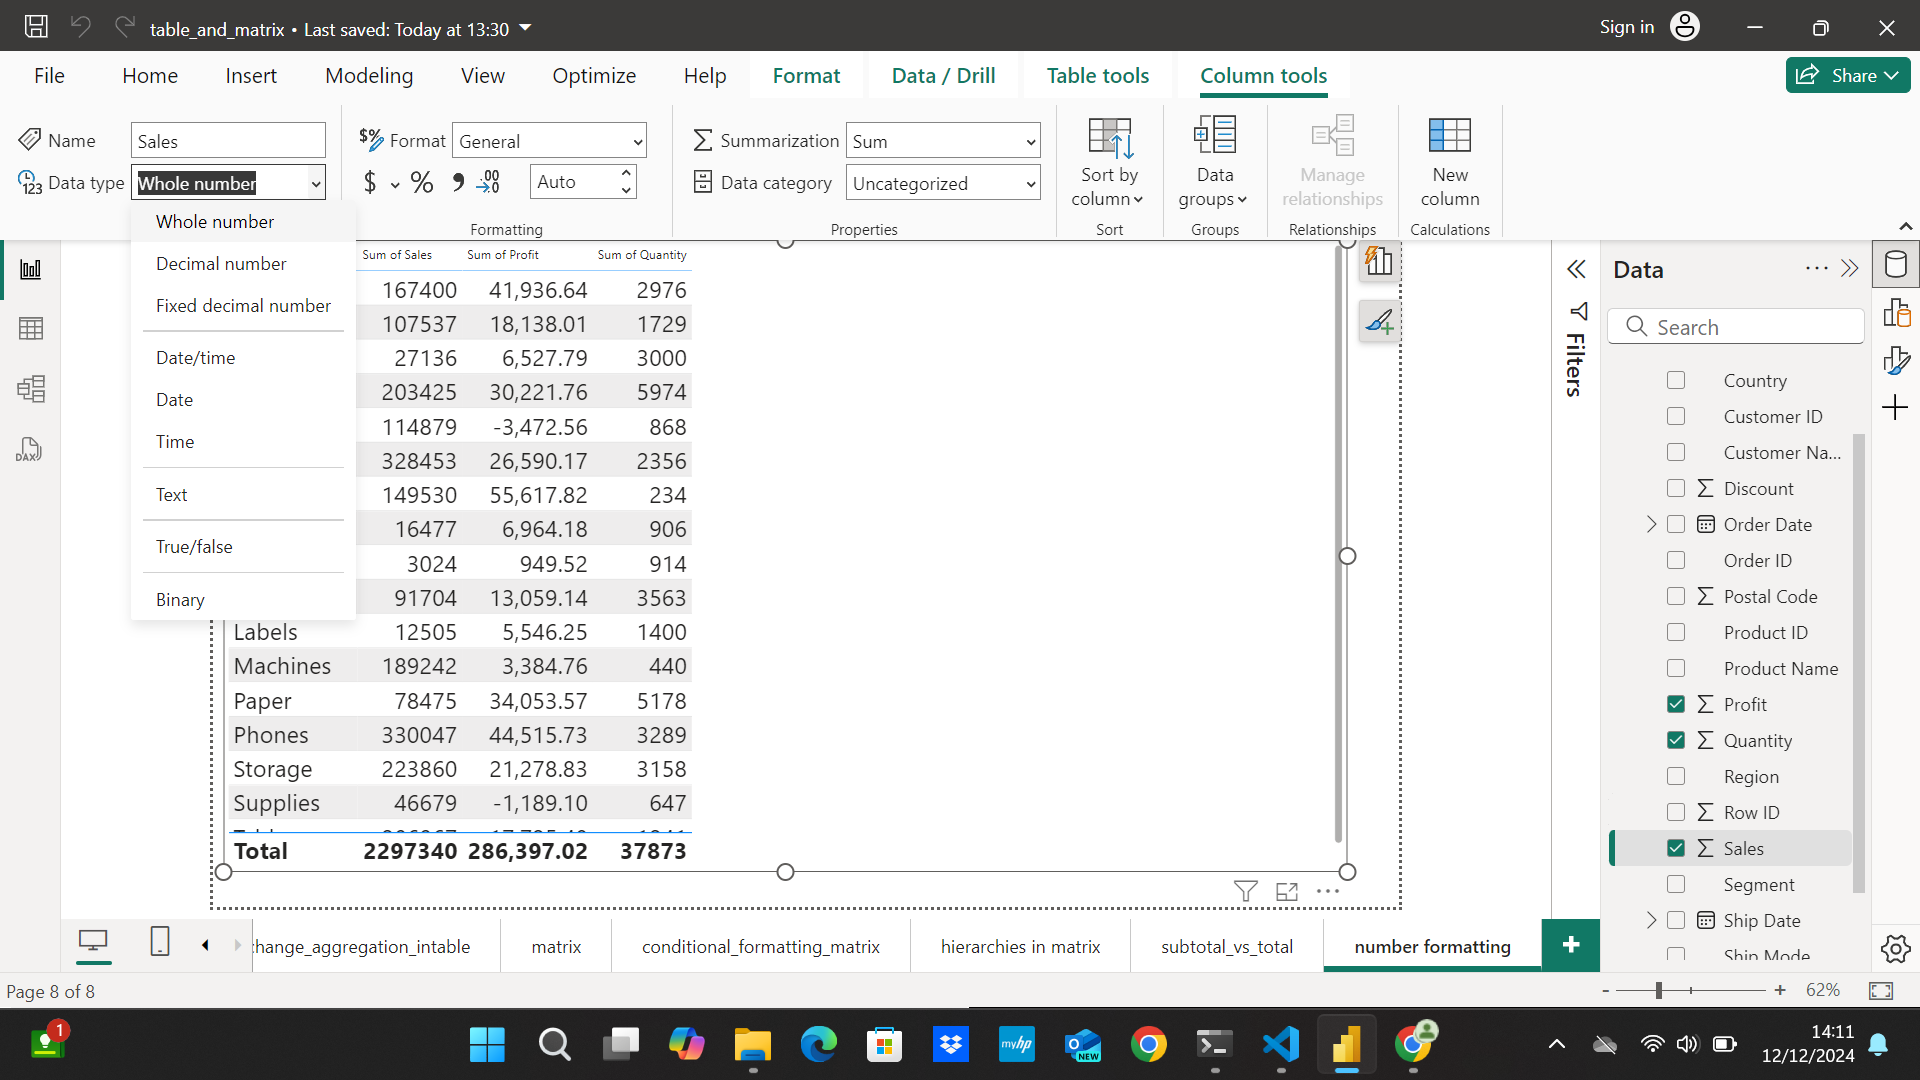 table_and_matrix • Last saved: Today at 13:30
Sign in
File Home Insert Modeling View Optimize Help Format Data / Drill Table tools Column tools
Share
Name Sales
Data type Whole number
$% Format General
$ % , .00 Auto
Formatting
Summarization Sum
Data category Uncategorized
Properties
Sort by column
Sort
Data groups
Groups
Manage relationships
Relationships
New column
Calculations
Whole number
Decimal number
Fixed decimal number
Date/time
Date
Time
Text
True/false
Binary
Sum of Sales Sum of Profit Sum of Quantity
167400 41,936.64 2976
107537 18,138.01 1729
27136 6,527.79 3000
203425 30,221.76 5974
114879 -3,472.56 868
328453 26,590.17 2356
149530 55,617.82 234
16477 6,964.18 906
3024 949.52 914
91704 13,059.14 3563
Labels 12505 5,546.25 1400
Machines 189242 3,384.76 440
Paper 78475 34,053.57 5178
Phones 330047 44,515.73 3289
Storage 223860 21,278.83 3158
Supplies 46679 -1,189.10 647
Total 2297340 286,397.02 37873
Filters
Data
Search
Country
Customer ID
Customer Na...
Discount
Order Date
Order ID
Postal Code
Product ID
Product Name
Profit
Quantity
Region
Row ID
Sales
Segment
Ship Date
Ship Mode
DAX
change_aggregation_intable matrix conditional_formatting_matrix hierarchies in matrix subtotal_vs_total number formatting
Page 8 of 8
- + 62%
1
myhp
NEW
14:11
12/12/2024